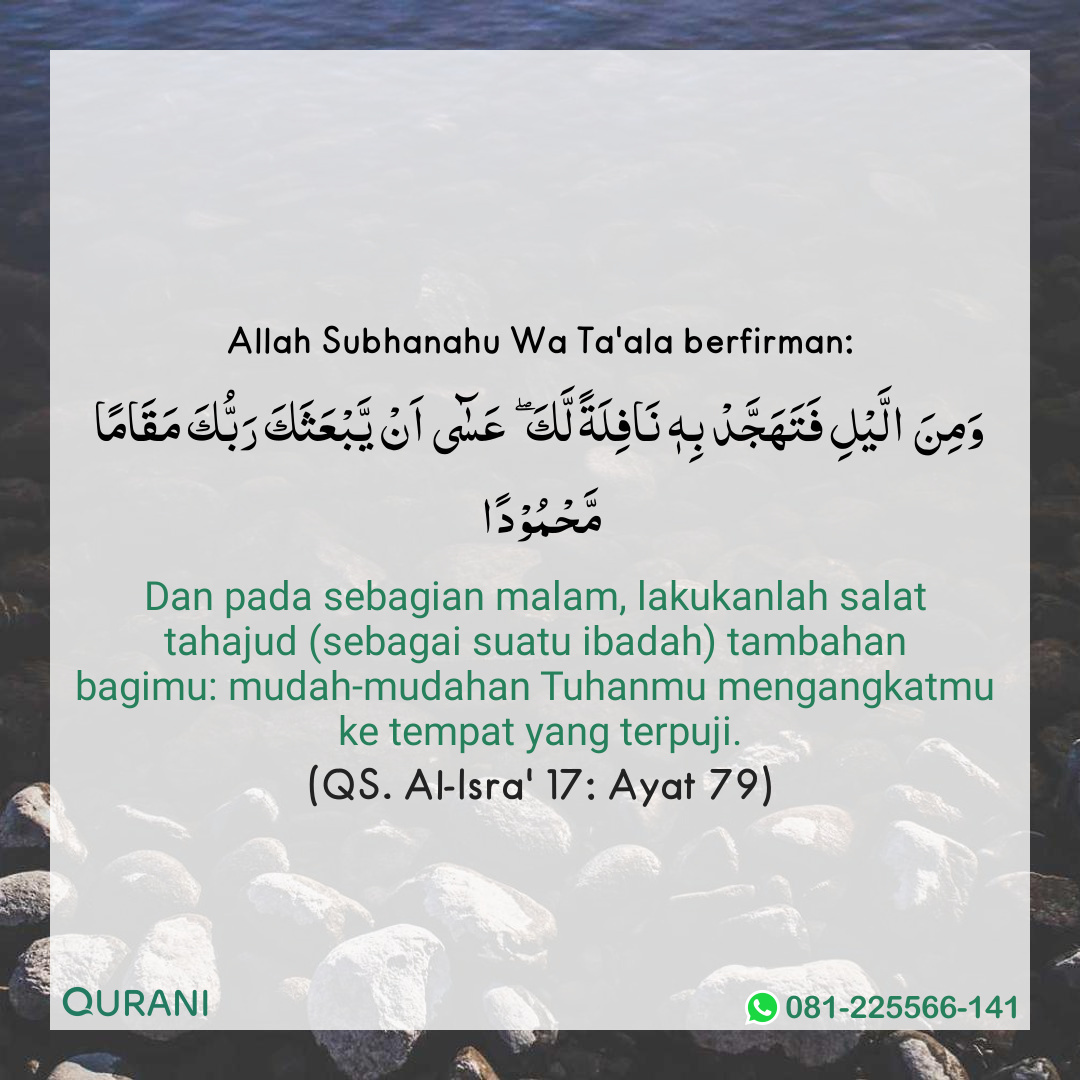 Allah Subhanahu Wa Ta'ala berfirman:
وَمِنَ الَّيْلِ فَتَهَجَّدْ بِهٖ نَافِلَةً لَّكَ ۖ عَسٰٓى اَنْ يَّبْعَثَكَ رَبُّكَ مَقَامًا
مَّحْمُوْدًا
Dan pada sebagian malam, lakukanlah salat
tahajud (sebagai suatu ibadah) tambahan
bagimu: mudah-mudahan Tuhanmu mengangkatmu
ke tempat yang terpuji.
(QS. Al-Isra' 17: Ayat 79)
QURANI
081-225566-141